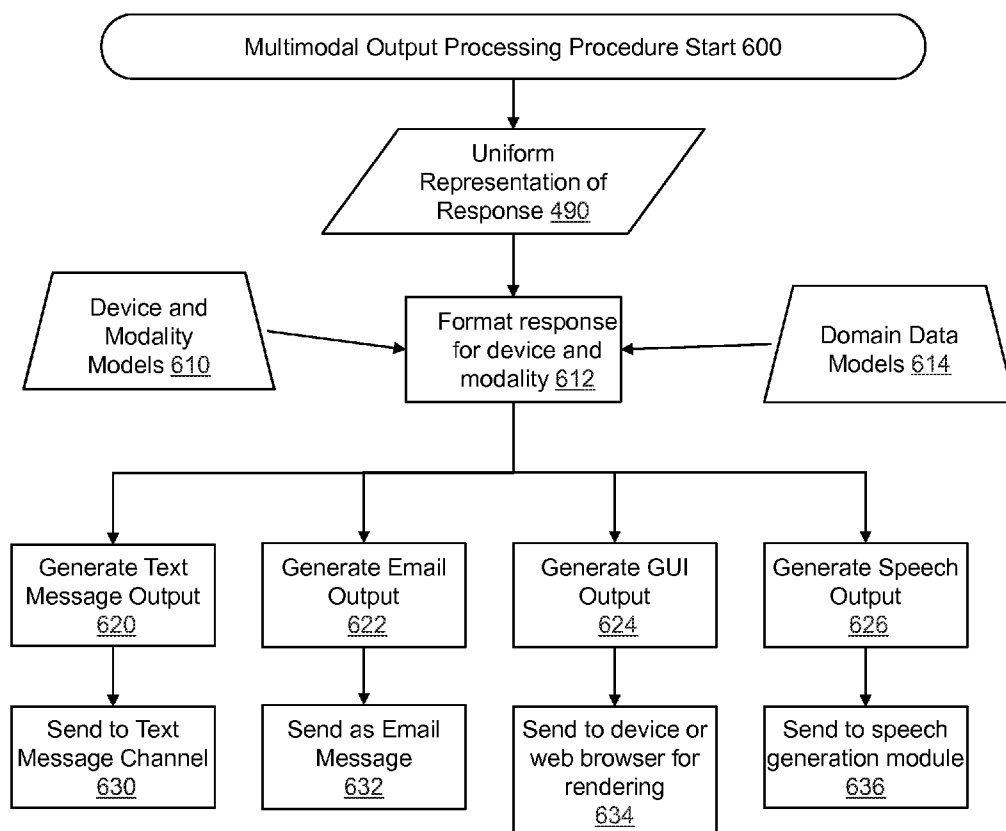 Multimodal Output Processing Procedure Start 600
Uniform
Representation of
Response 490
Device and
Modality
Models 610
Format response
for device and
modality 612
Domain Data
Models 614
Generate Text
Message Output
620
Generate Email
Output
622
Generate GUI
Output
624
Generate Speech
Output
626
Send to Text
Message Channel
630
Send as Email
Message
632
Send to device or
web browser for
rendering
634
Send to speech
generation module
636